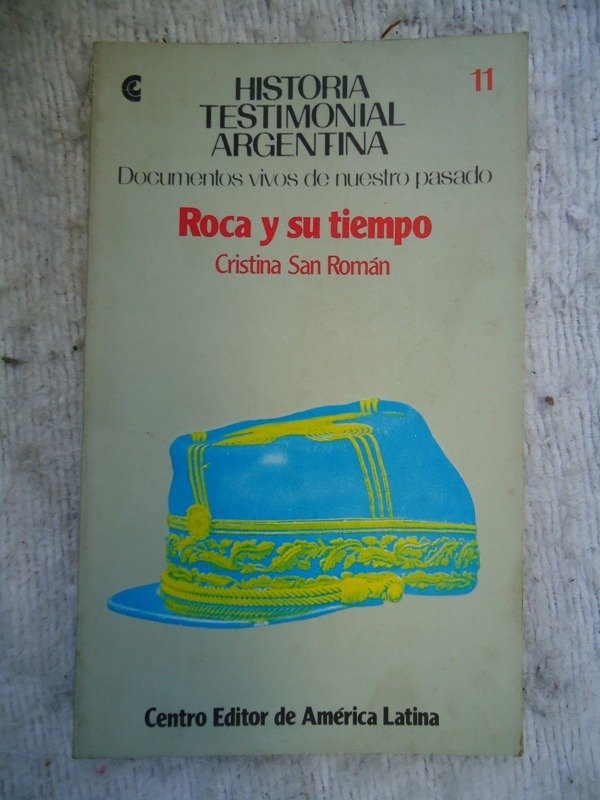 HISTORIA
TESTIMONIAL
ARGENTINA
11
Documentos vivos de nuestro pasado
Roca y su tiempo
Cristina San Román
Centro Editor de América Latina